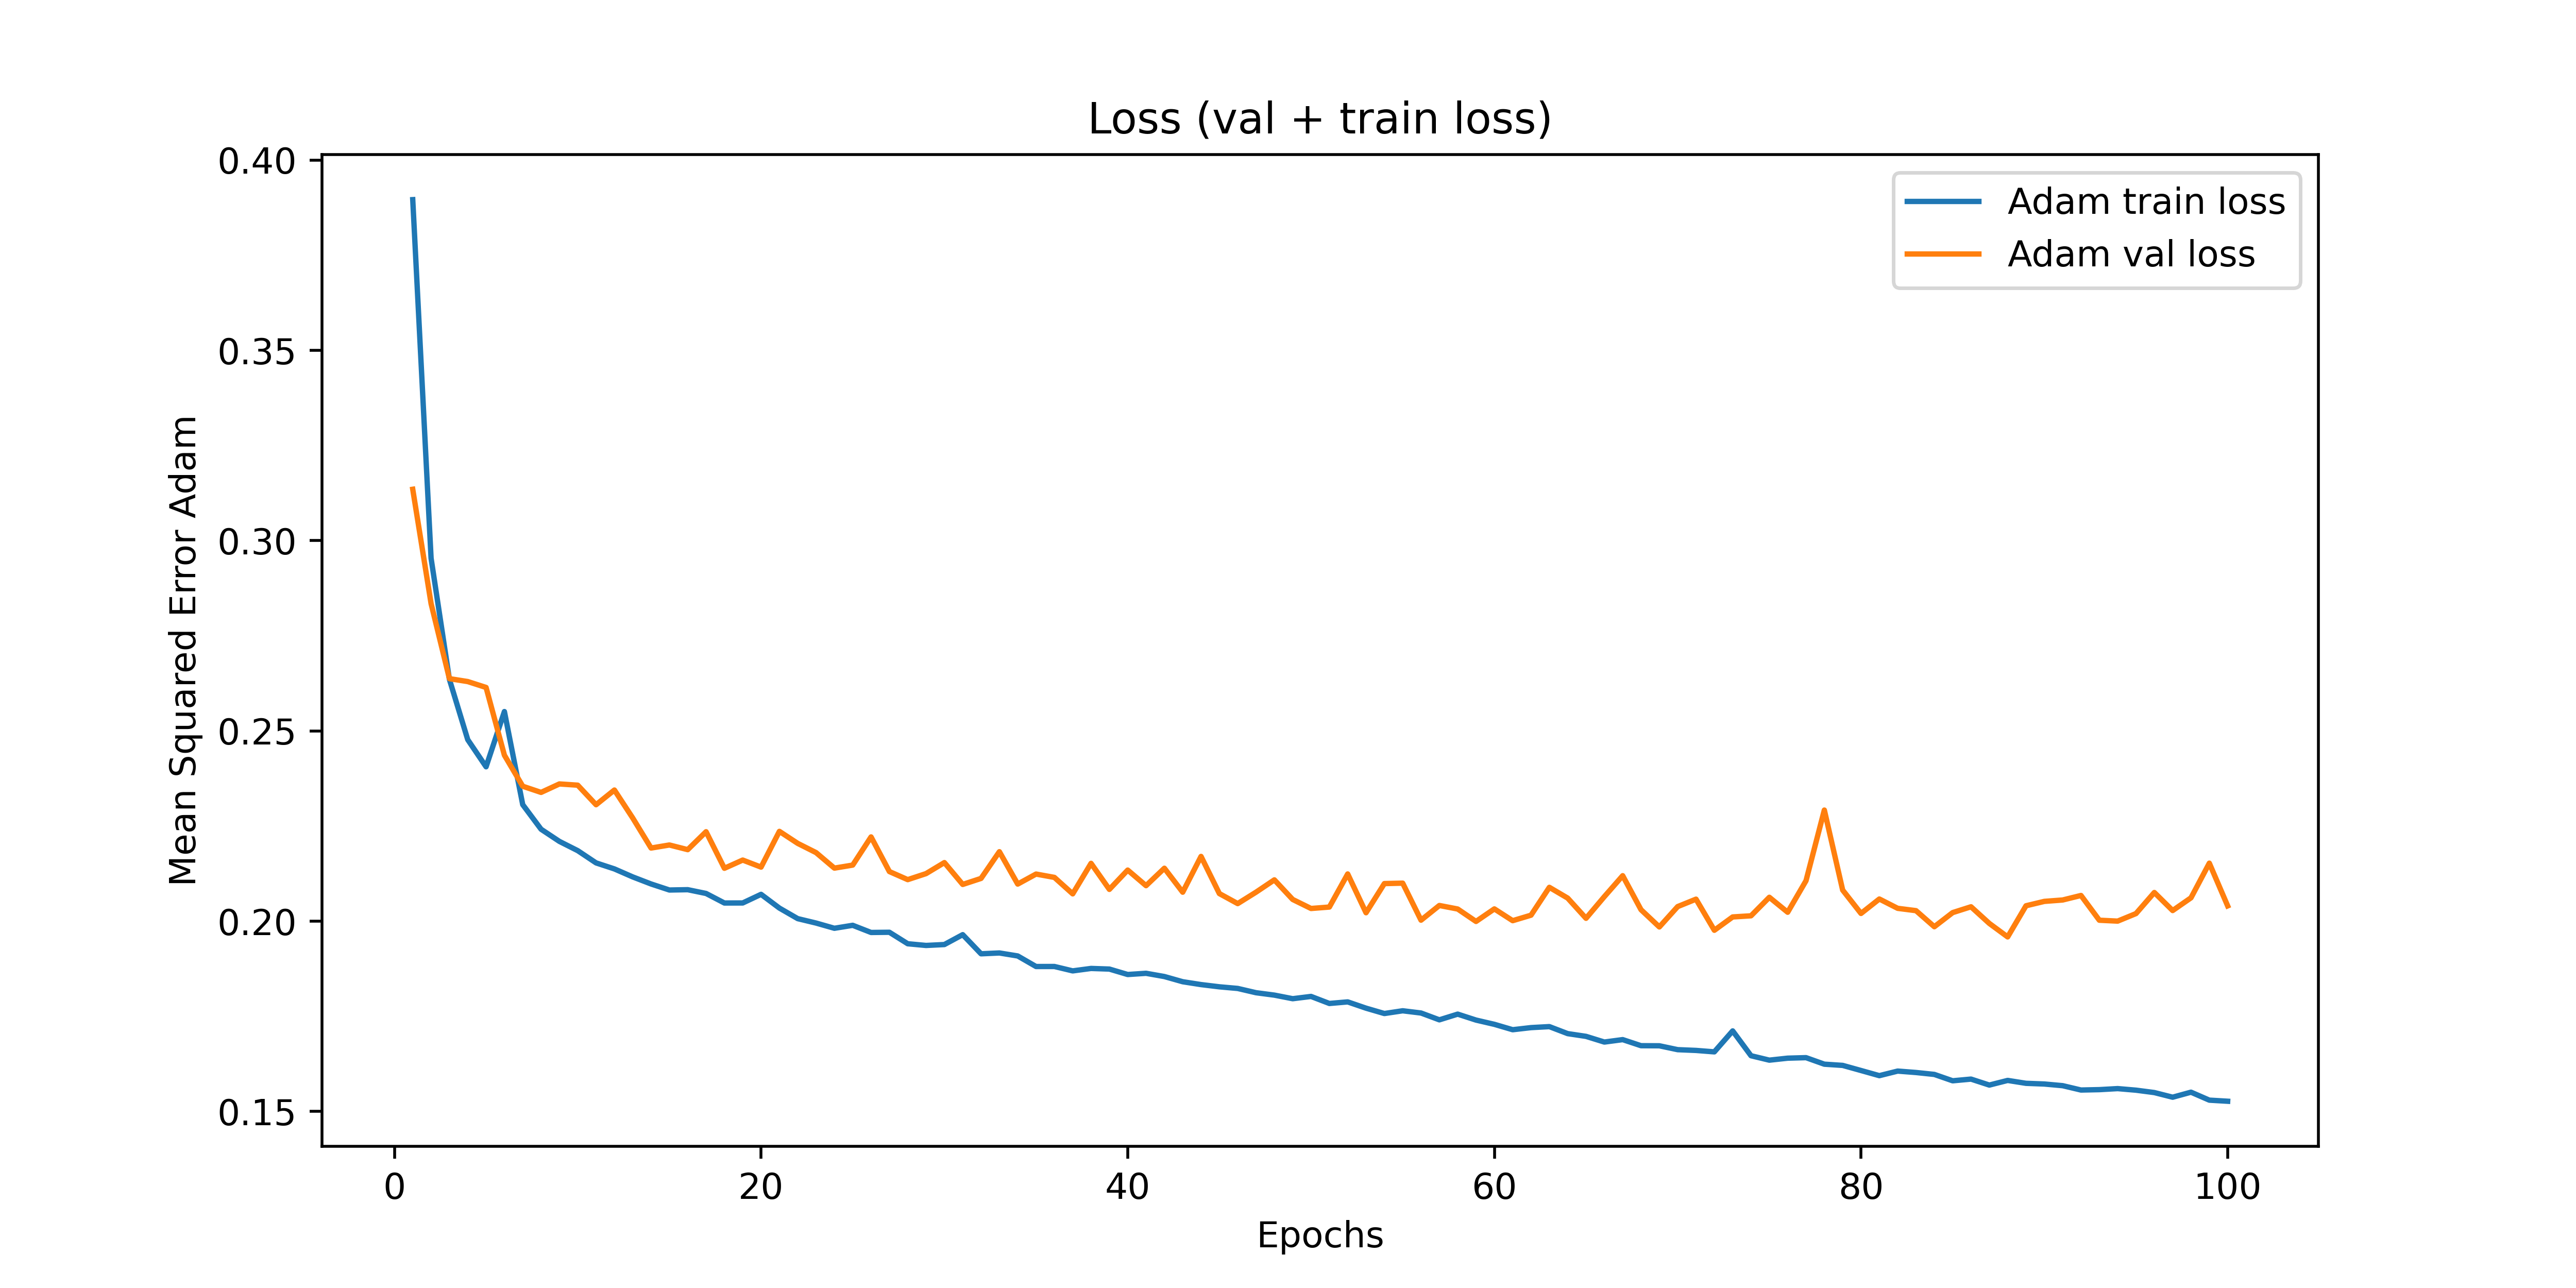 Loss (val + train loss)
Adam train loss
Adam val loss
Mean Squared Error Adam
0.40
0.35
0.30
0.25
0.20
0.15
0 20 40 60 80 100
Epochs